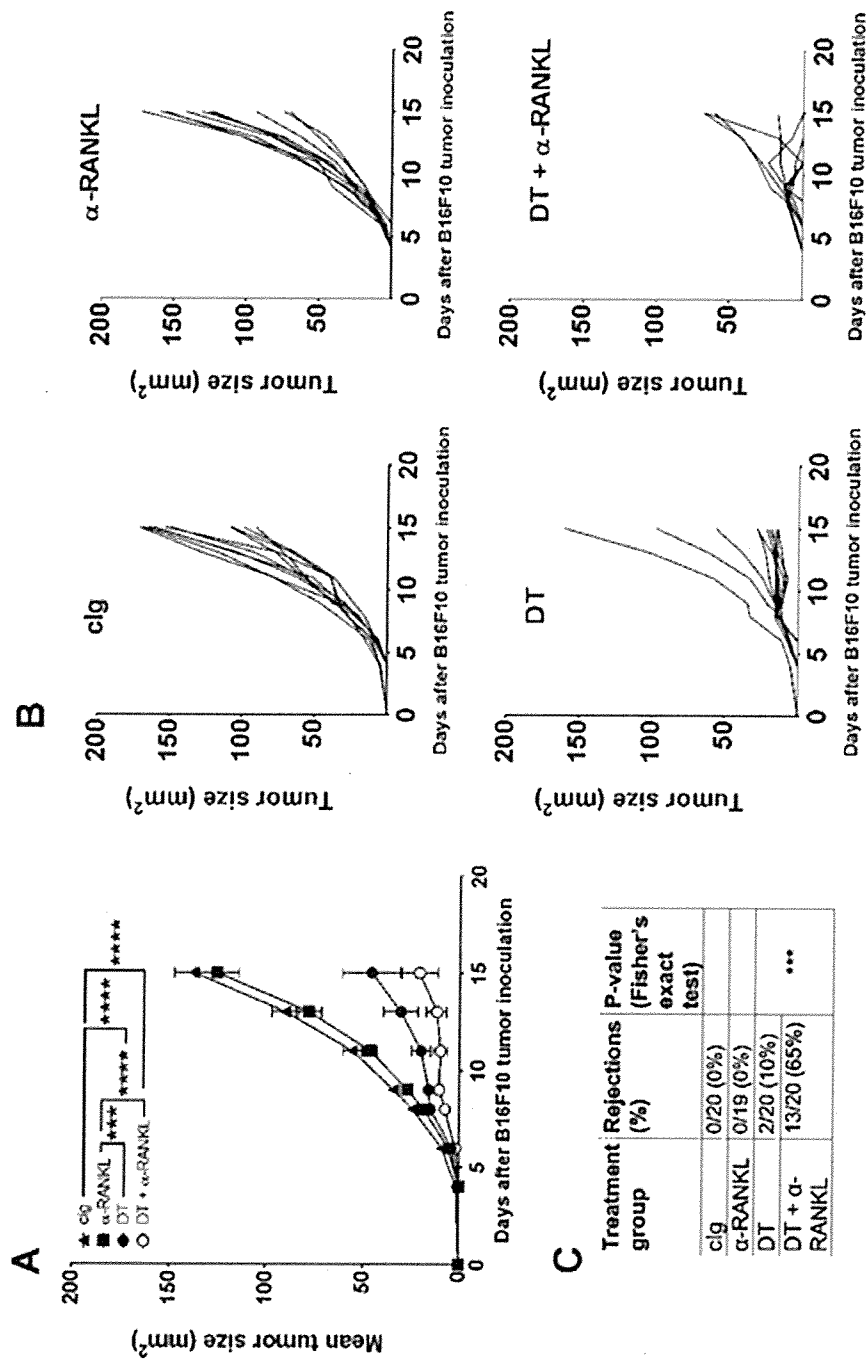 A
Mean tumor size (mm²)
200
150
100
50
0
0
5
10
15
20
Days after B16F10 tumor inoculation
★ cIg
■ α-RANKL
● DT
○ DT + α-RANKL
***
****
****
****
B
cIg
Tumor size (mm²)
200
150
100
50
0
5
10
15
20
Days after B16F10 tumor inoculation
α-RANKL
Tumor size (mm²)
200
150
100
50
0
5
10
15
20
Days after B16F10 tumor inoculation
DT
Tumor size (mm²)
200
150
100
50
0
5
10
15
20
Days after B16F10 tumor inoculation
DT + α-RANKL
Tumor size (mm²)
200
150
100
50
0
5
10
15
20
Days after B16F10 tumor inoculation
C
Treatment group
Rejections (%)
P-value (Fisher's exact test)
cIg 0/20 (0%)
α-RANKL 0/19 (0%)
DT 2/20 (10%)
DT + α-RANKL 13/20 (65%) ***